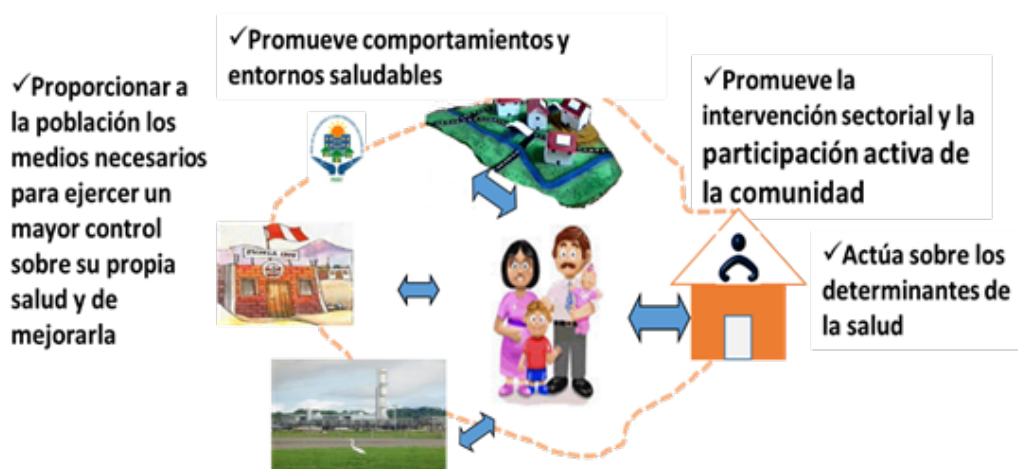 ✓Promueve comportamientos y
entornos saludables
✓Proporcionar a
la población los
medios necesarios
para ejercer un
mayor control
sobre su propia
salud y de
mejorarla
✓Promueve la
intervención sectorial y la
participación activa de
la comunidad
✓Actúa sobre los
determinantes de
la salud